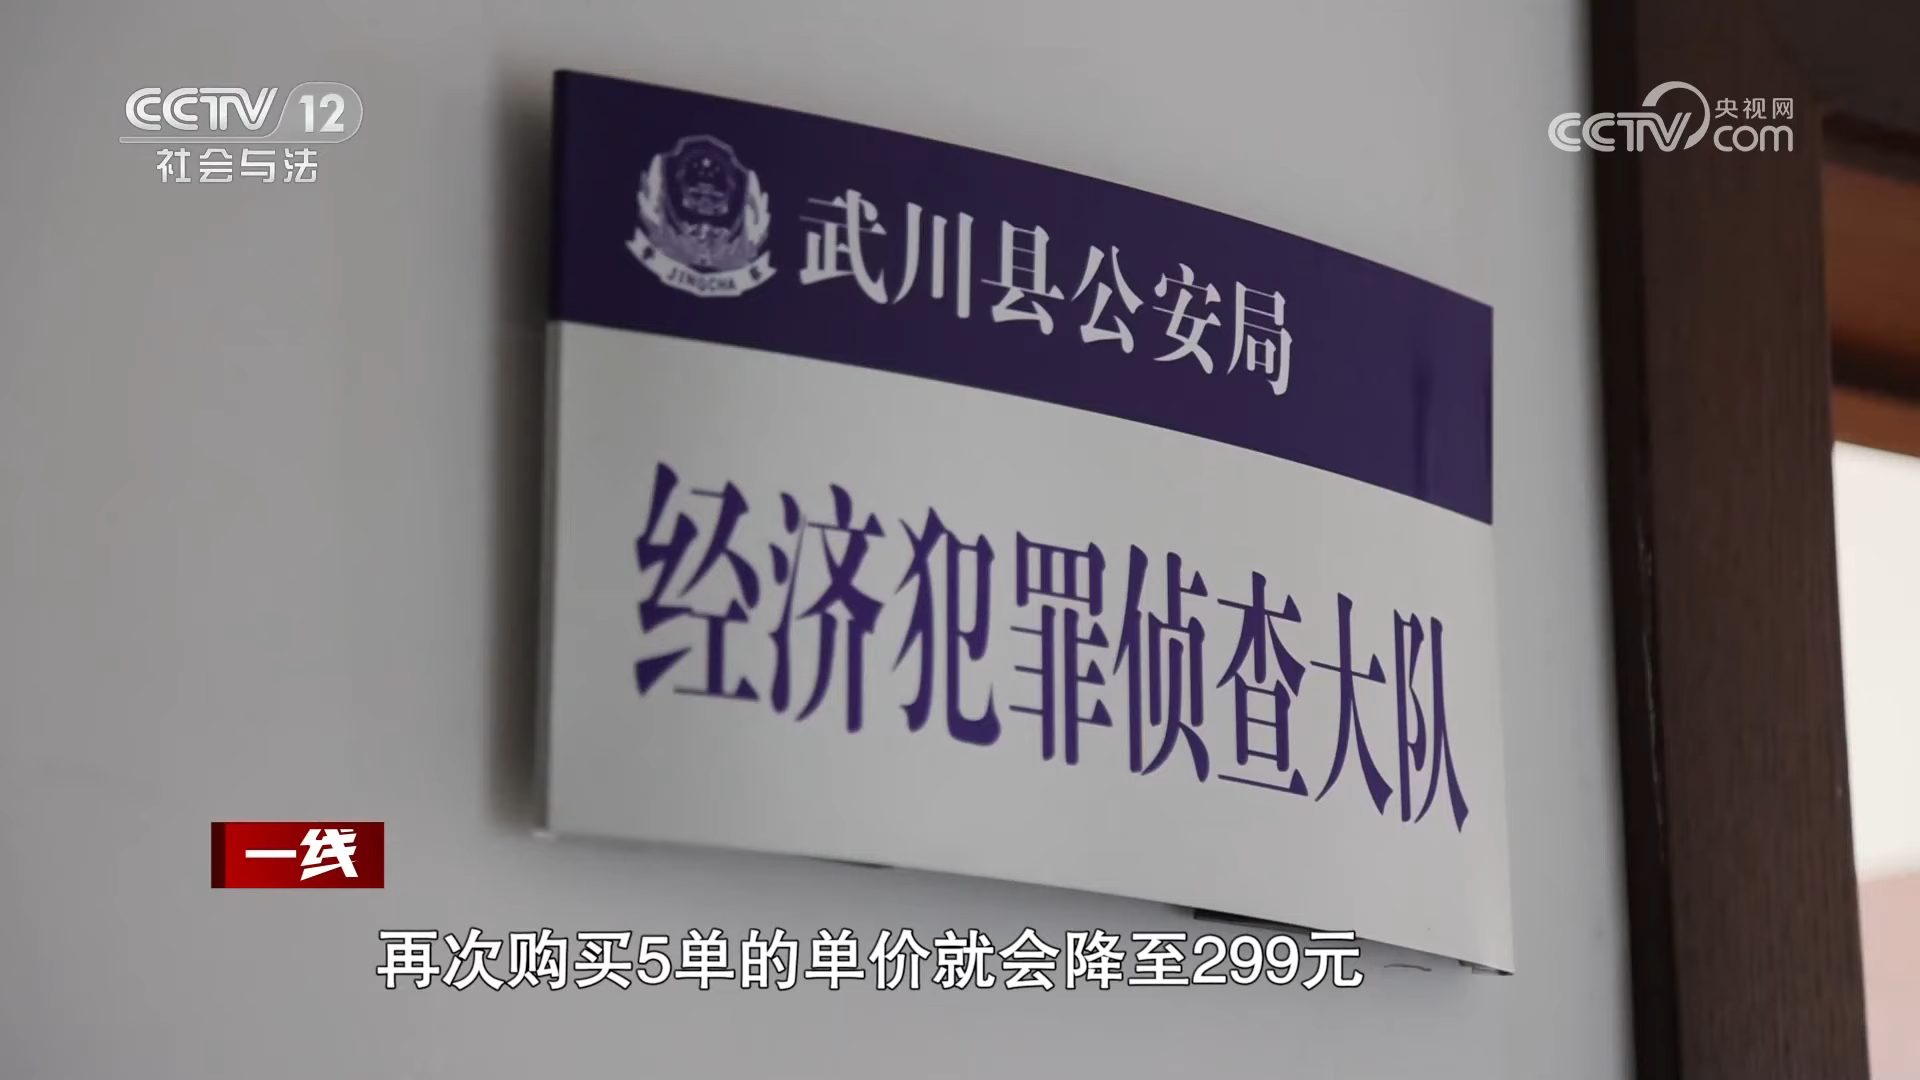 CCTV 12
社会与法
央视网
CCTV com
武川县公安局
JINGCHA
经济犯罪侦查大队
一线
再次购买5单的单价就会降至299元